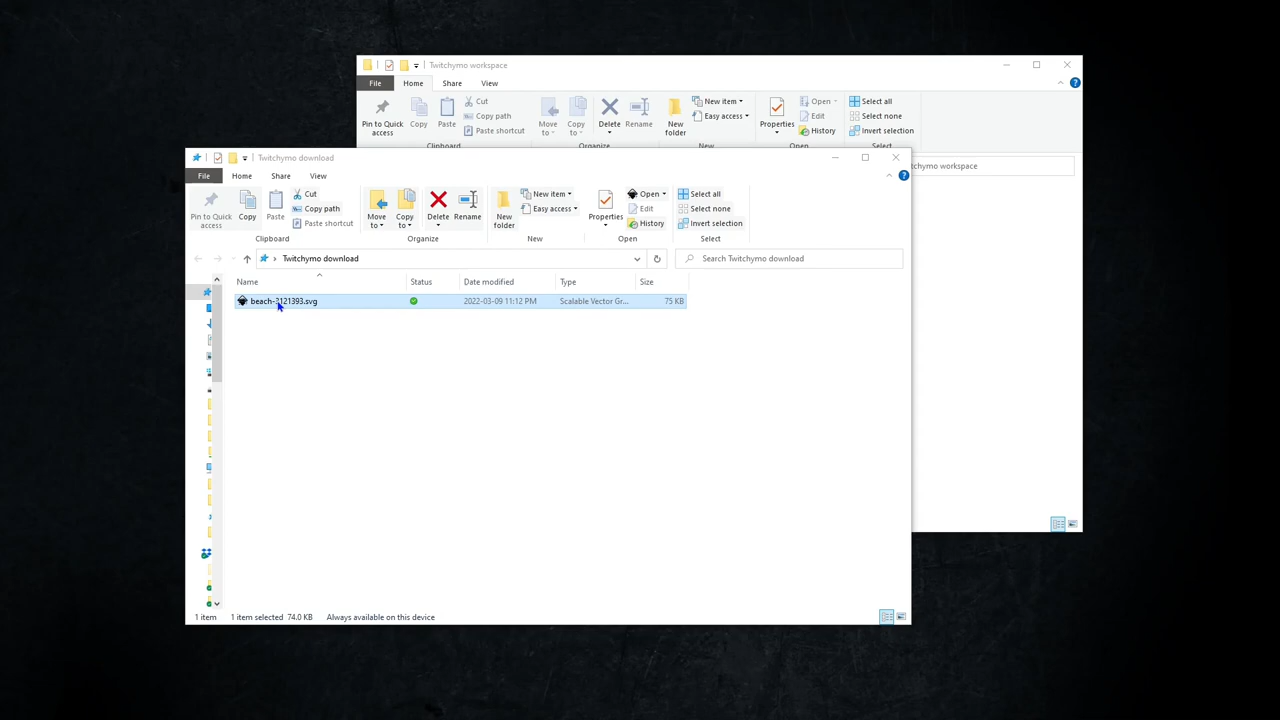 Twitchymo workspace
File Home Share View
Pin to Quick access Copy Paste Cut Copy path Paste shortcut Move to Copy to Delete Rename New folder New item Easy access Properties Open Edit History Select all Select none Invert selection
Clipboard Organize New Open Select
Twitchymo download
File Home Share View
Pin to Quick access Copy Paste Cut Copy path Paste shortcut Move to Copy to Delete Rename New folder New item Easy access Properties Open Edit History Select all Select none Invert selection
Clipboard Organize New Open Select
Twitchymo download Search Twitchymo download
Name Status Date modified Type Size
2022-03-09 11:12 PM Scalable Vector Gr... 75 KB
1 item 1 item selected 74.0 KB Always available on this device